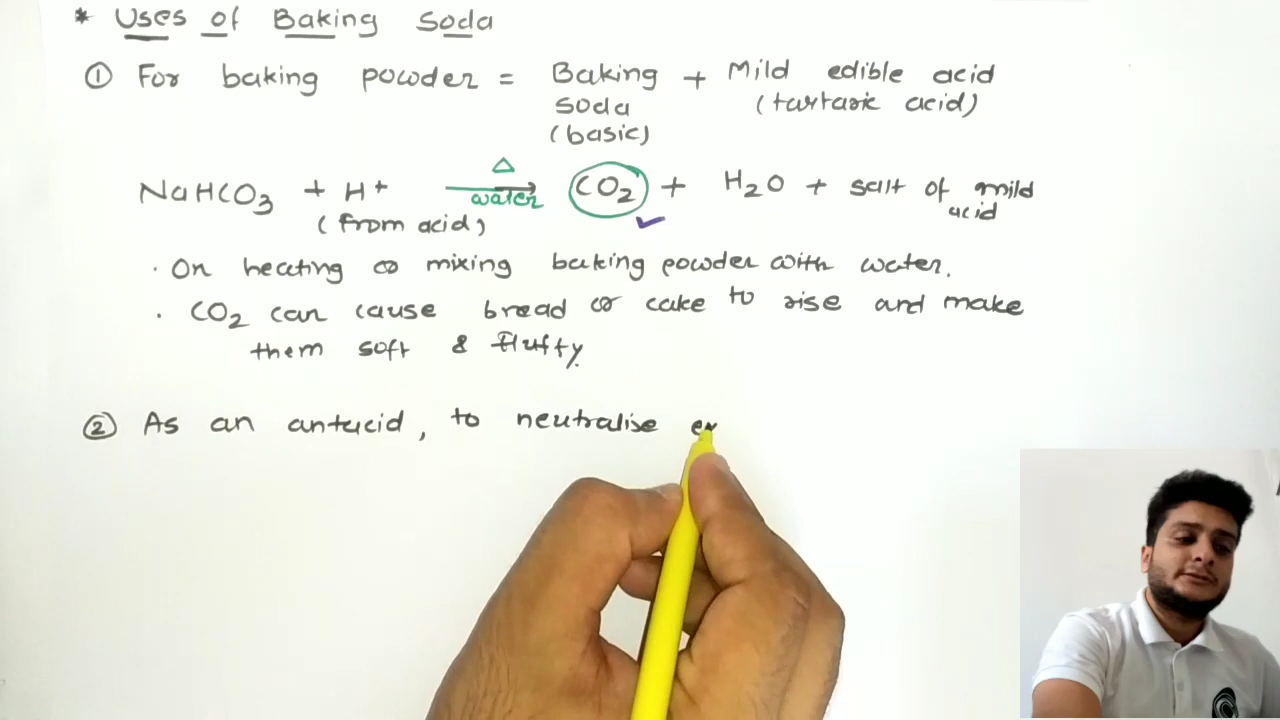 * Uses of Baking Soda
① For baking powder = Baking soda (basic) + Mild edible acid (tartaric acid)
NaHCO3 + H+ (from acid) △ water CO2 + H2O + salt of mild acid
· On heating or mixing baking powder with water.
· CO2 can cause bread or cake to rise and make
them soft & fluffy.
② As an antacid, to neutralise ex